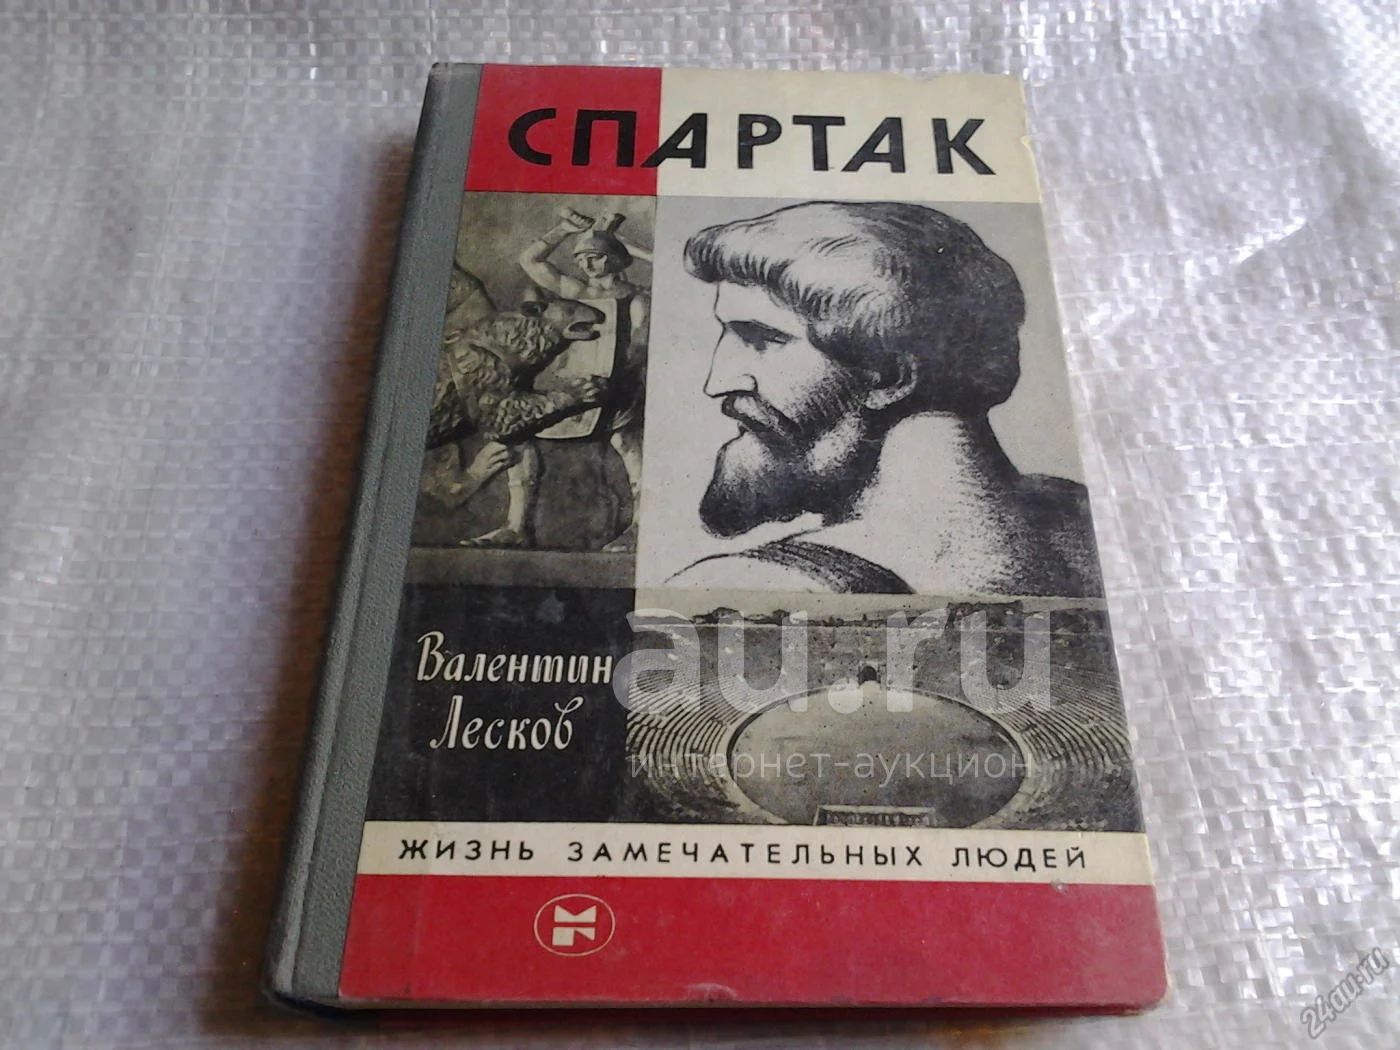 СПАРТАК
Валентин
Лесков
au.ru
интернет-аукцион
ЖИЗНЬ ЗАМЕЧАТЕЛЬНЫХ ЛЮДЕЙ
24au.ru